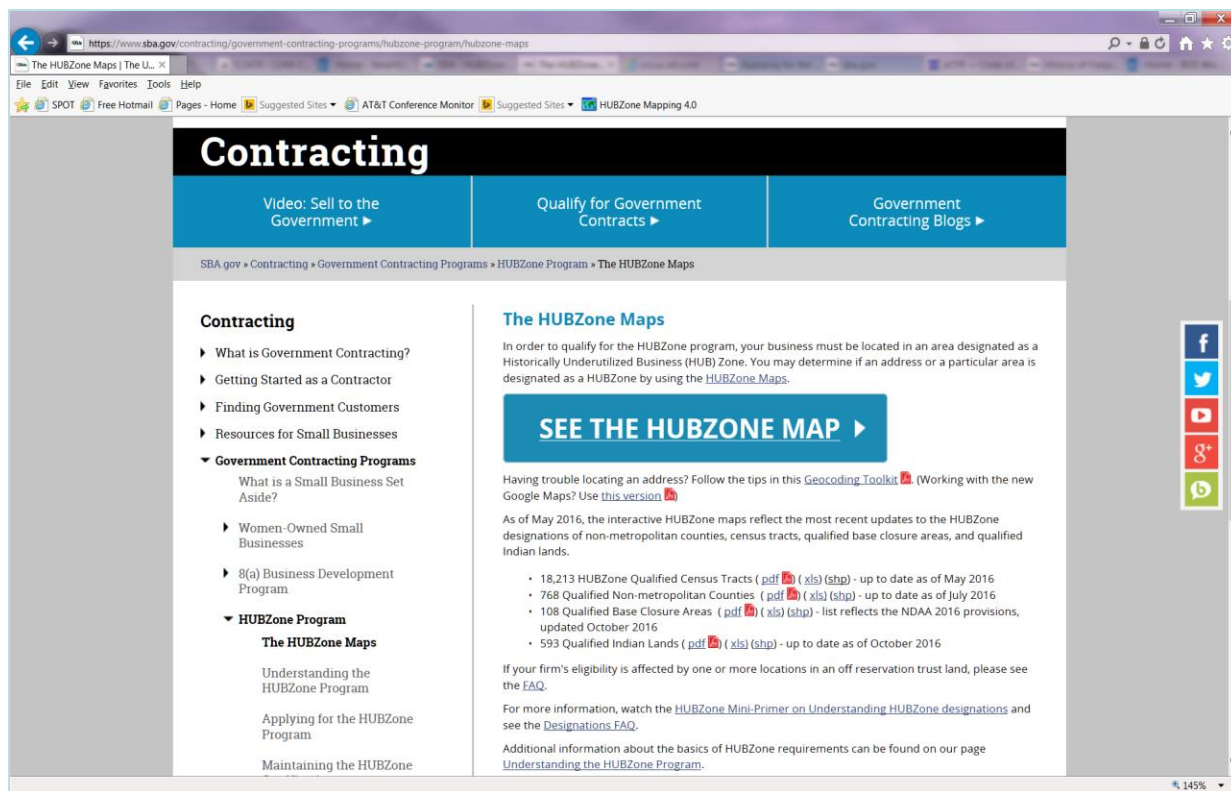 https://www.sba.gov/contracting/government-contracting-programs/hubzone-program/hubzone-maps
The HUBZone Maps | The U...
File Edit View Favorites Tools Help
SPOT Free Hotmail Pages - Home Suggested Sites AT&T Conference Monitor Suggested Sites HUBZone Mapping 4.0
Contracting
Video: Sell to the
Government
Qualify for Government
Contracts
Government
Contracting Blogs
SBA.gov » Contracting » Government Contracting Programs » HUBZone Program » The HUBZone Maps
Contracting
What is Government Contracting?
Getting Started as a Contractor
Finding Government Customers
Resources for Small Businesses
Government Contracting Programs
What is a Small Business Set
Aside?
Women-Owned Small
Businesses
8(a) Business Development
Program
HUBZone Program
The HUBZone Maps
Understanding the
HUBZone Program
Applying for the HUBZone
Program
Maintaining the HUBZone
The HUBZone Maps
In order to qualify for the HUBZone program, your business must be located in an area designated as a
Historically Underutilized Business (HUB) Zone. You may determine if an address or a particular area is
designated as a HUBZone by using the HUBZone Maps.
SEE THE HUBZONE MAP
Having trouble locating an address? Follow the tips in this Geocoding Toolkit. (Working with the new
Google Maps? Use this version)
As of May 2016, the interactive HUBZone maps reflect the most recent updates to the HUBZone
designations of non-metropolitan counties, census tracts, qualified base closure areas, and qualified
Indian lands.
• 18,213 HUBZone Qualified Census Tracts ( pdf) ( xls) (shp) - up to date as of May 2016
• 768 Qualified Non-metropolitan Counties ( pdf) ( xls) (shp) - up to date as of July 2016
• 108 Qualified Base Closure Areas ( pdf) ( xls) (shp) - list reflects the NDAA 2016 provisions,
updated October 2016
• 593 Qualified Indian Lands ( pdf) ( xls) (shp) - up to date as of October 2016
If your firm's eligibility is affected by one or more locations in an off reservation trust land, please see
the FAQ.
For more information, watch the HUBZone Mini-Primer on Understanding HUBZone designations and
see the Designations FAQ.
Additional information about the basics of HUBZone requirements can be found on our page
Understanding the HUBZone Program.
145%